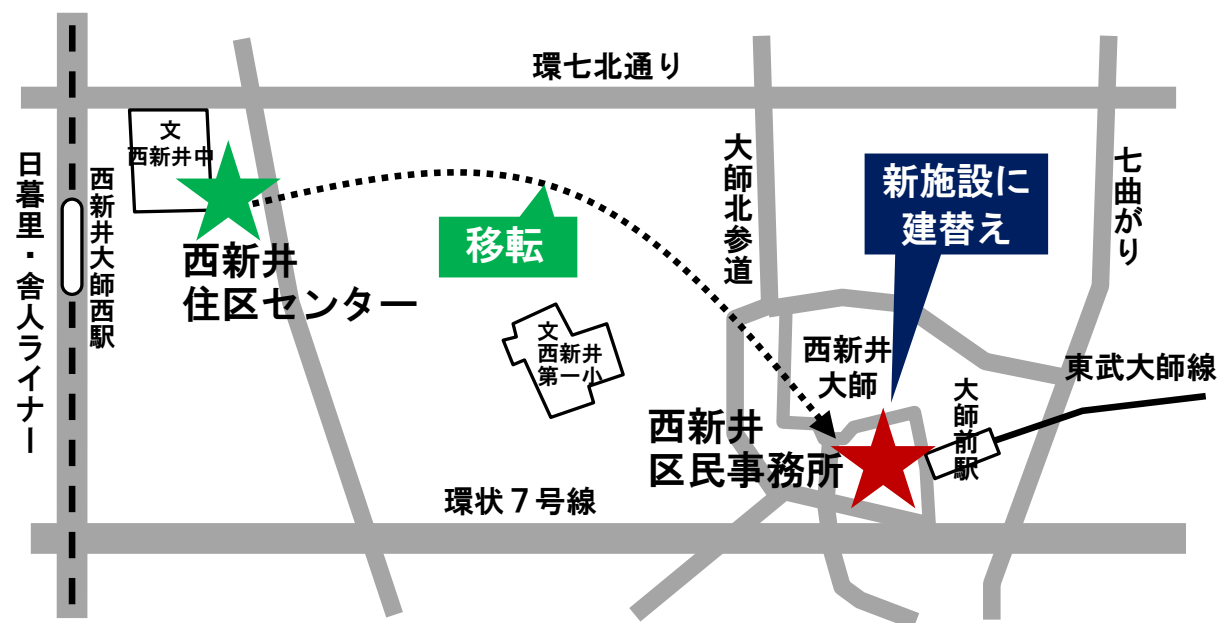 環七北通り
日暮里・舎人ライナー
西新井大師西駅
文
西新井中
西新井
住区センター
移転
文
西新井
第一小
大師北参道
新施設に
建替え
七曲がり
西新井
大師
東武大師線
大師前駅
西新井
区民事務所
環状７号線